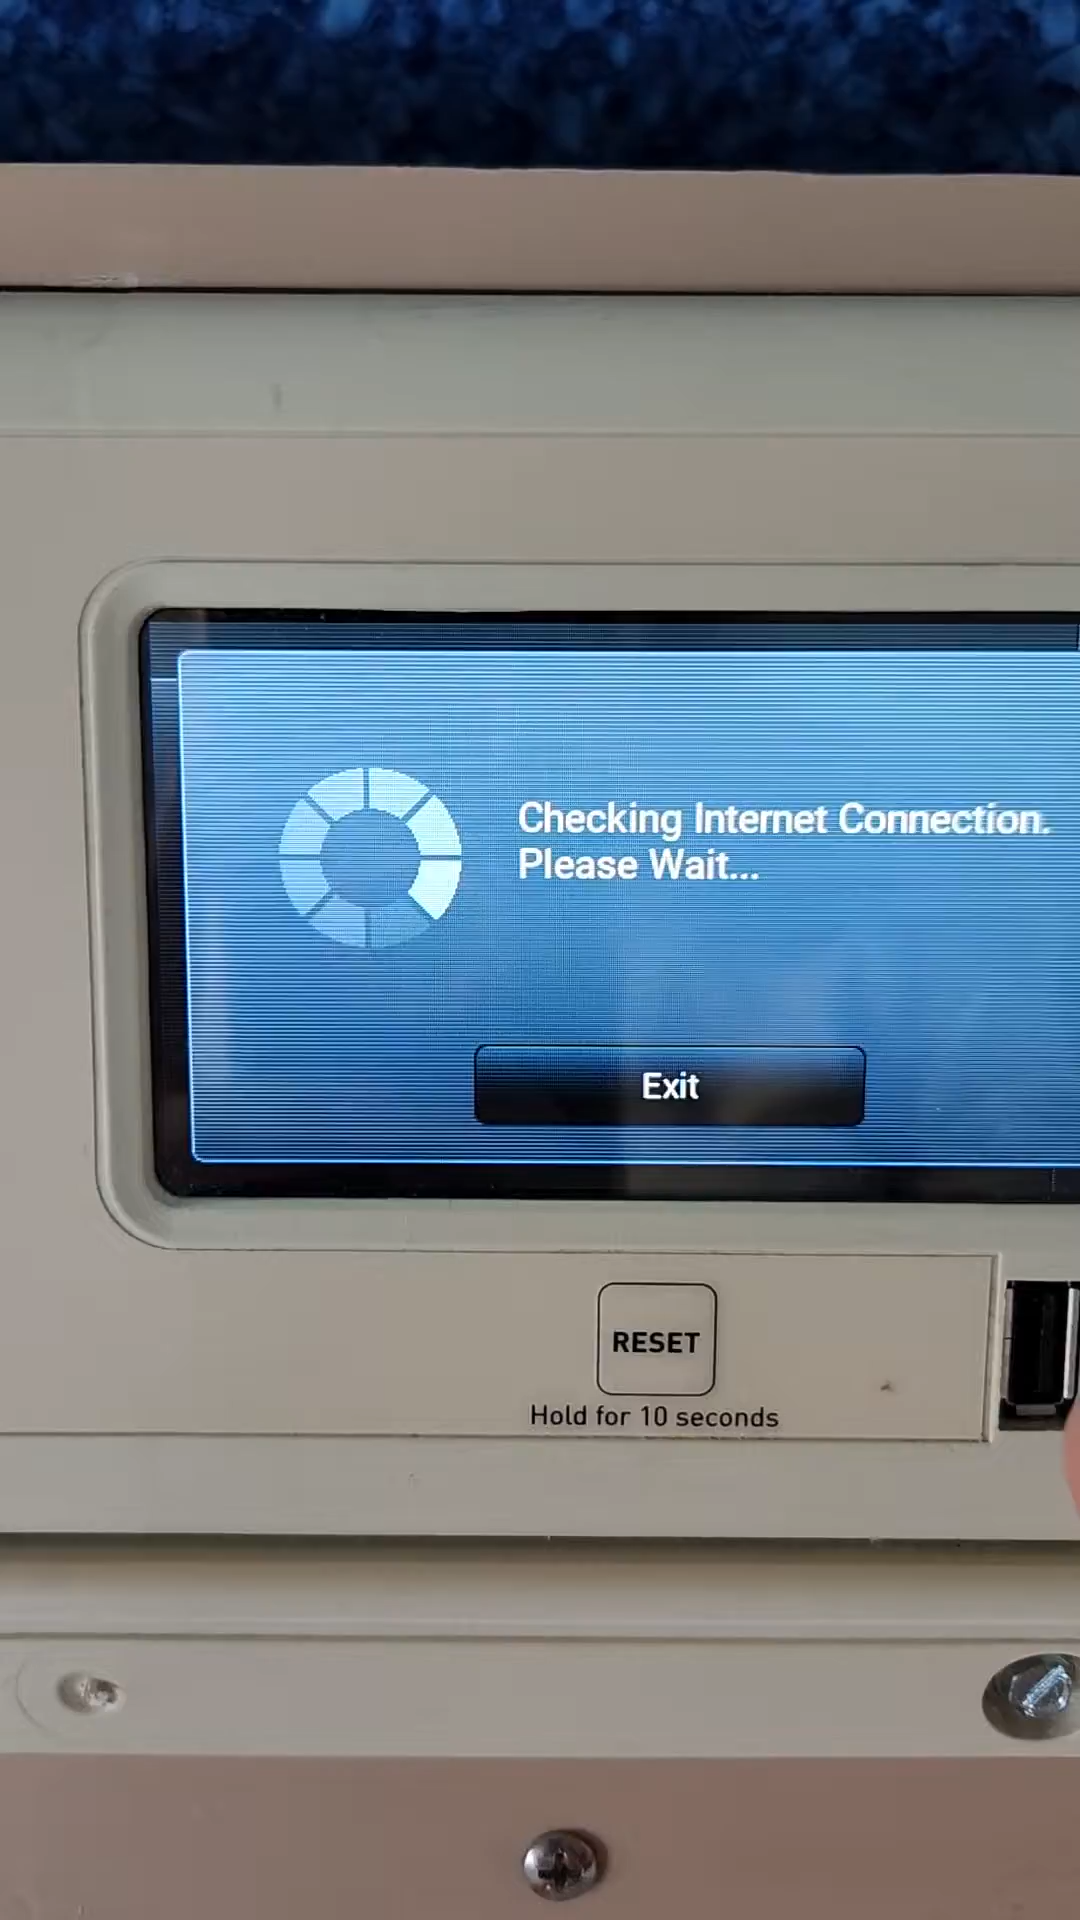 Checking Internet Connection.
Please Wait...
Exit
RESET
Hold for 10 seconds